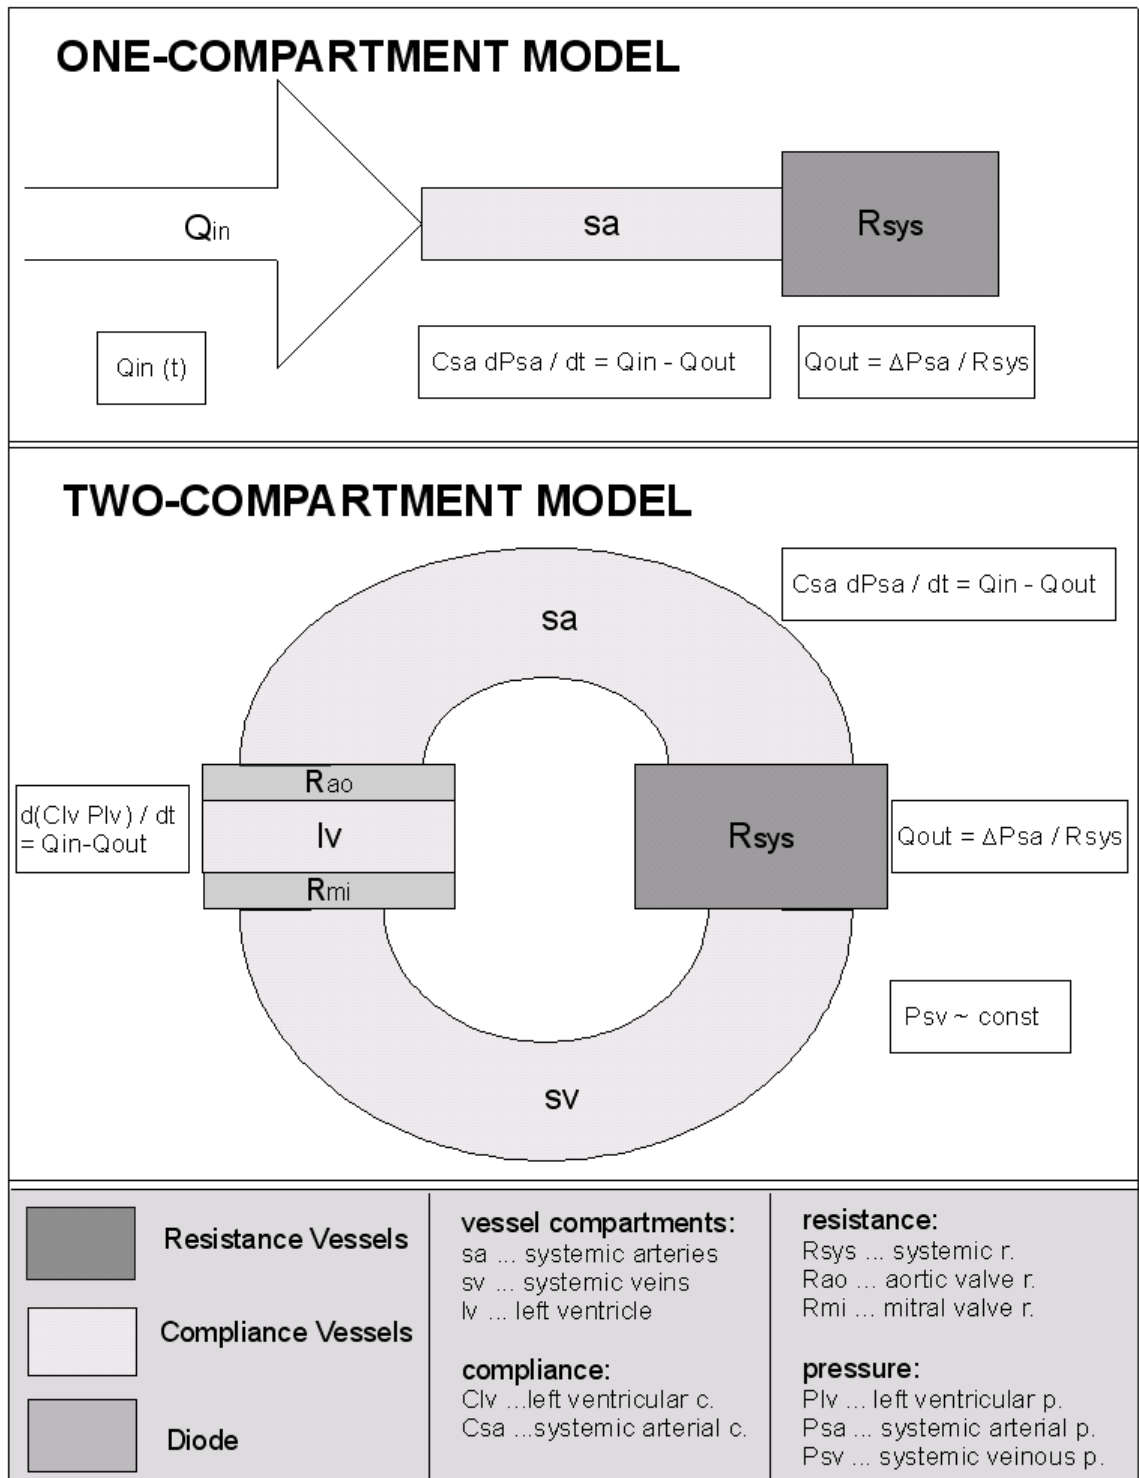 ONE-COMPARTMENT MODEL
Qin
sa
Rsys
Qin (t)
Csa dPsa / dt = Qin - Qout
Qout = ΔPsa / Rsys
TWO-COMPARTMENT MODEL
Csa dPsa / dt = Qin - Qout
sa
Rao
lv
Rmi
d(Clv Plv) / dt
= Qin-Qout
Rsys
Qout = ΔPsa / Rsys
Psv ~ const
sv
Resistance Vessels
Compliance Vessels
Diode
vessel compartments:
sa ... systemic arteries
sv ... systemic veins
lv ... left ventricle
compliance:
Clv ...left ventricular c.
Csa ...systemic arterial c.
resistance:
Rsys ... systemic r.
Rao ... aortic valve r.
Rmi ... mitral valve r.
pressure:
Plv ... left ventricular p.
Psa ... systemic arterial p.
Psv ... systemic veinous p.